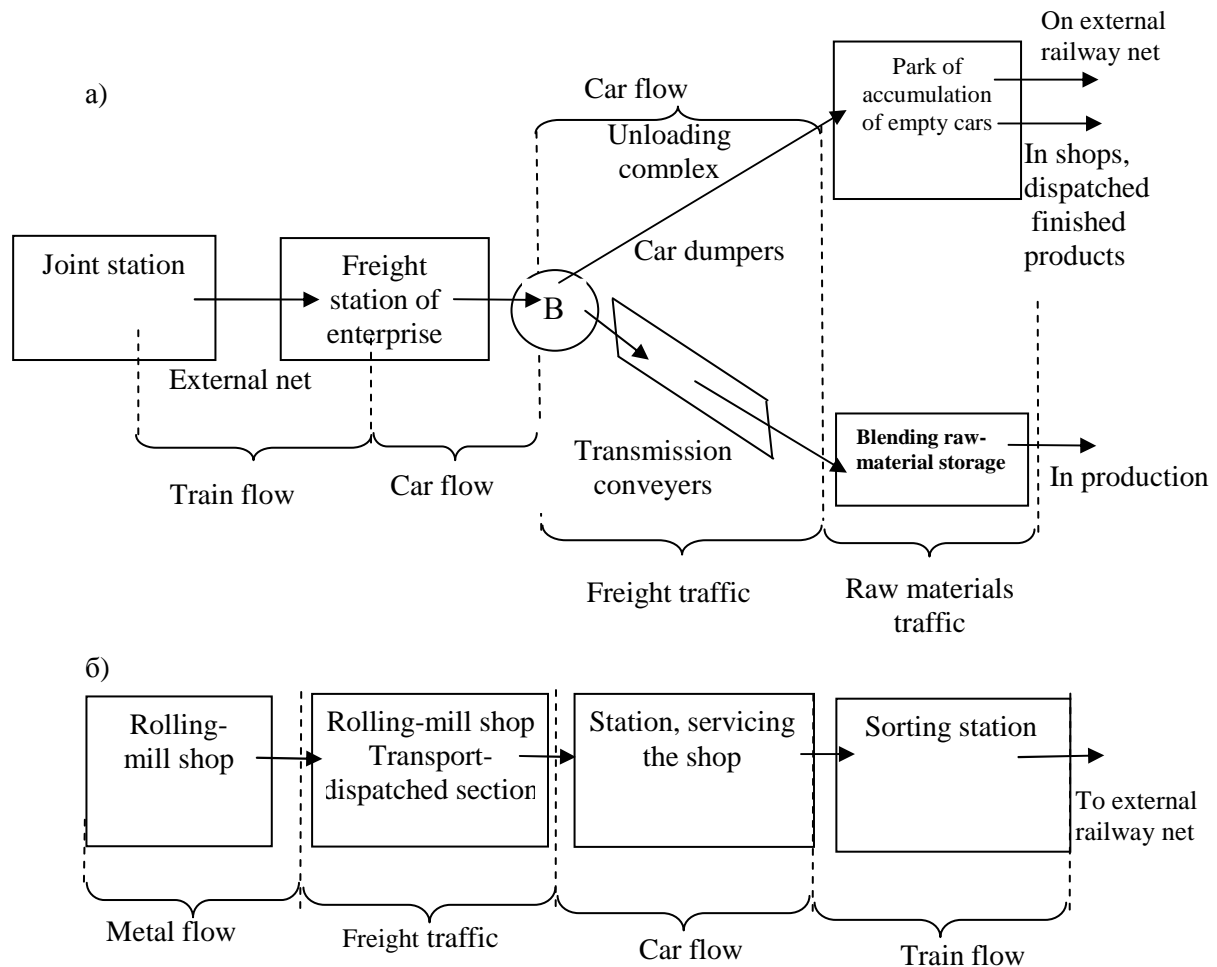 а)
Car flow
Unloading
complex
Park of
accumulation
of empty cars
On external
railway net
In shops,
dispatched
finished
products
Joint station
Freight
station of
enterprise
B
Car dumpers
External net
Transmission
conveyers
Blending raw-
material storage
In production
Train flow
Car flow
Freight traffic
Raw materials
traffic
б)
Rolling-
mill shop
Rolling-mill shop
Transport-
dispatched section
Station, servicing
the shop
Sorting station
To external
railway net
Metal flow
Freight traffic
Car flow
Train flow